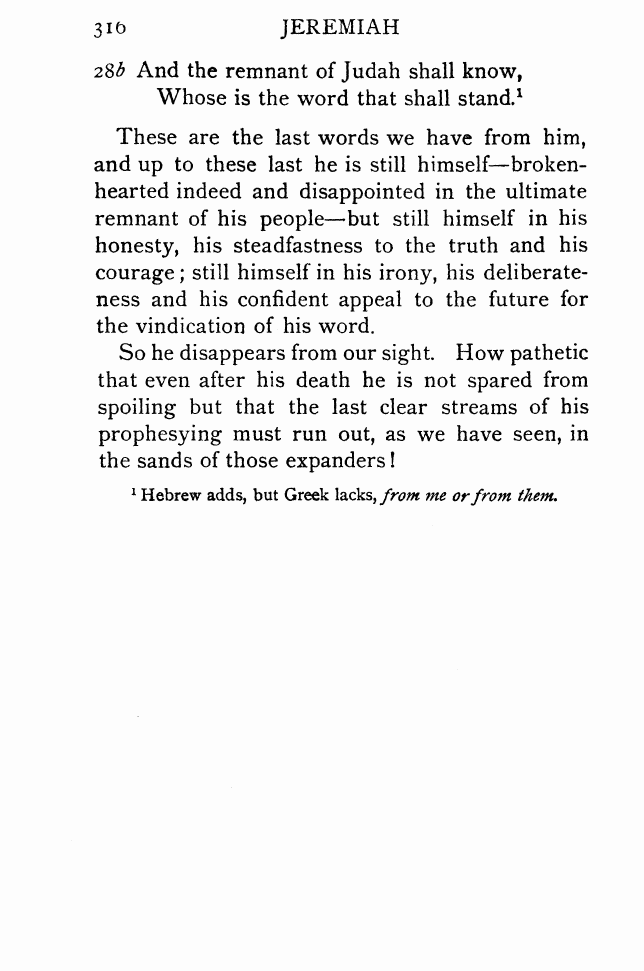 316 JEREMIAH
28b And the remnant of Judah shall know,
Whose is the word that shall stand.¹
These are the last words we have from him,
and up to these last he is still himself—broken-
hearted indeed and disappointed in the ultimate
remnant of his people—but still himself in his
honesty, his steadfastness to the truth and his
courage; still himself in his irony, his deliberate-
ness and his confident appeal to the future for
the vindication of his word.
So he disappears from our sight. How pathetic
that even after his death he is not spared from
spoiling but that the last clear streams of his
prophesying must run out, as we have seen, in
the sands of those expanders!
¹ Hebrew adds, but Greek lacks, from me or from them.